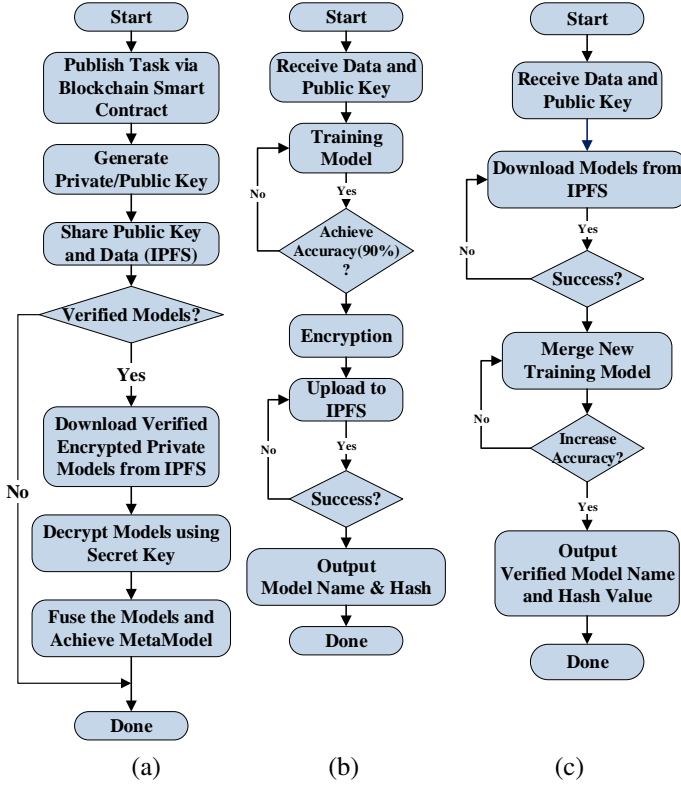 Start
Publish Task via
Blockchain Smart
Contract
Generate
Private/Public Key
Share Public Key
and Data (IPFS)
Verified Models?
Yes
No
Download Verified
Encrypted Private
Models from IPFS
Decrypt Models using
Secret Key
Fuse the Models and
Achieve MetaModel
Done
(a)
Start
Receive Data and
Public Key
Training
Model
No
Yes
Achieve
Accuracy(90%)
?
Encryption
Upload to
IPFS
No
Yes
Success?
Output
Model Name & Hash
Done
(b)
Start
Receive Data and
Public Key
Download Models from
IPFS
Yes
No
Success?
Merge New
Training Model
No
Increase
Accuracy?
Yes
Output
Verified Model Name
and Hash Value
Done
(c)